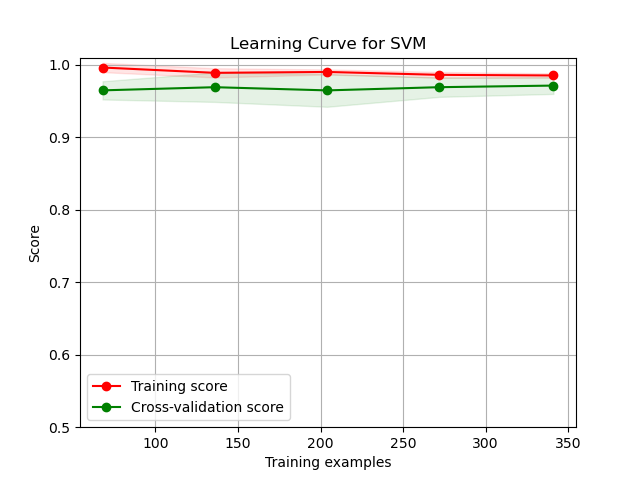 Learning Curve for SVM
1.0
0.9
0.8
0.7
0.6
0.5
Score
Training score
Cross-validation score
100 150 200 250 300 350
Training examples